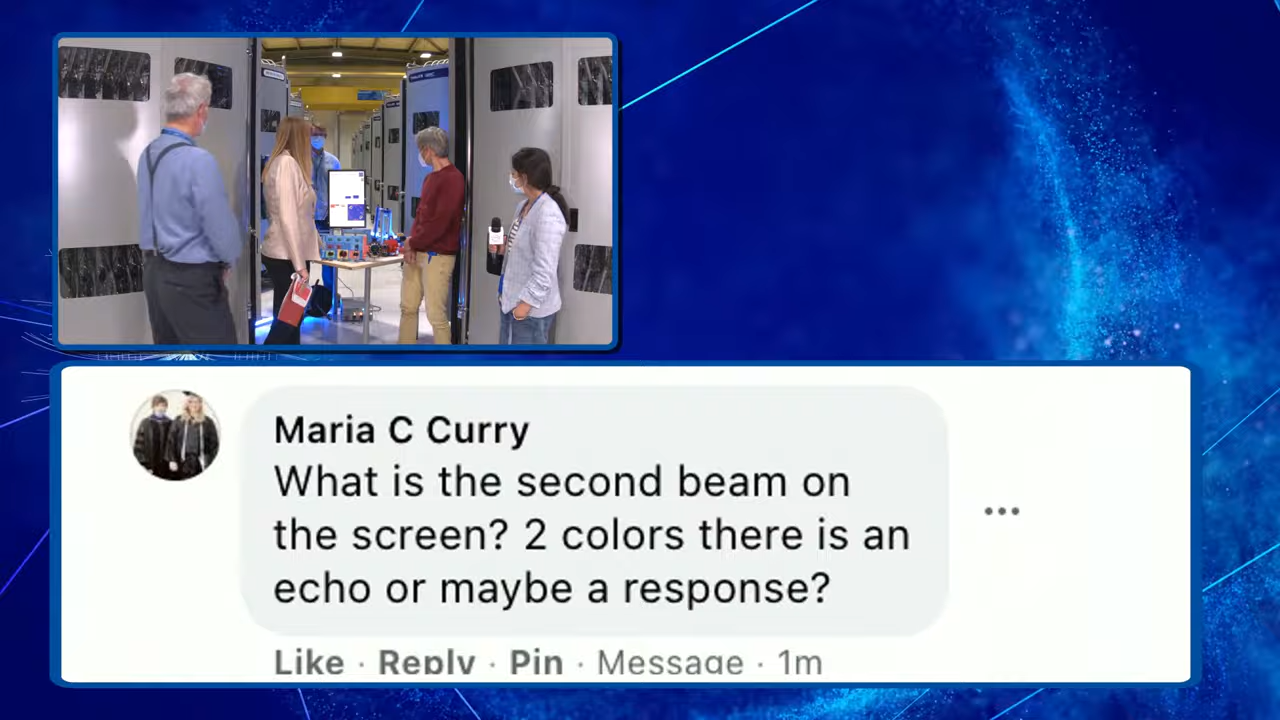 Maria C Curry
What is the second beam on
the screen? 2 colors there is an
echo or maybe a response?
Like · Reply · Pin · Message · 1m